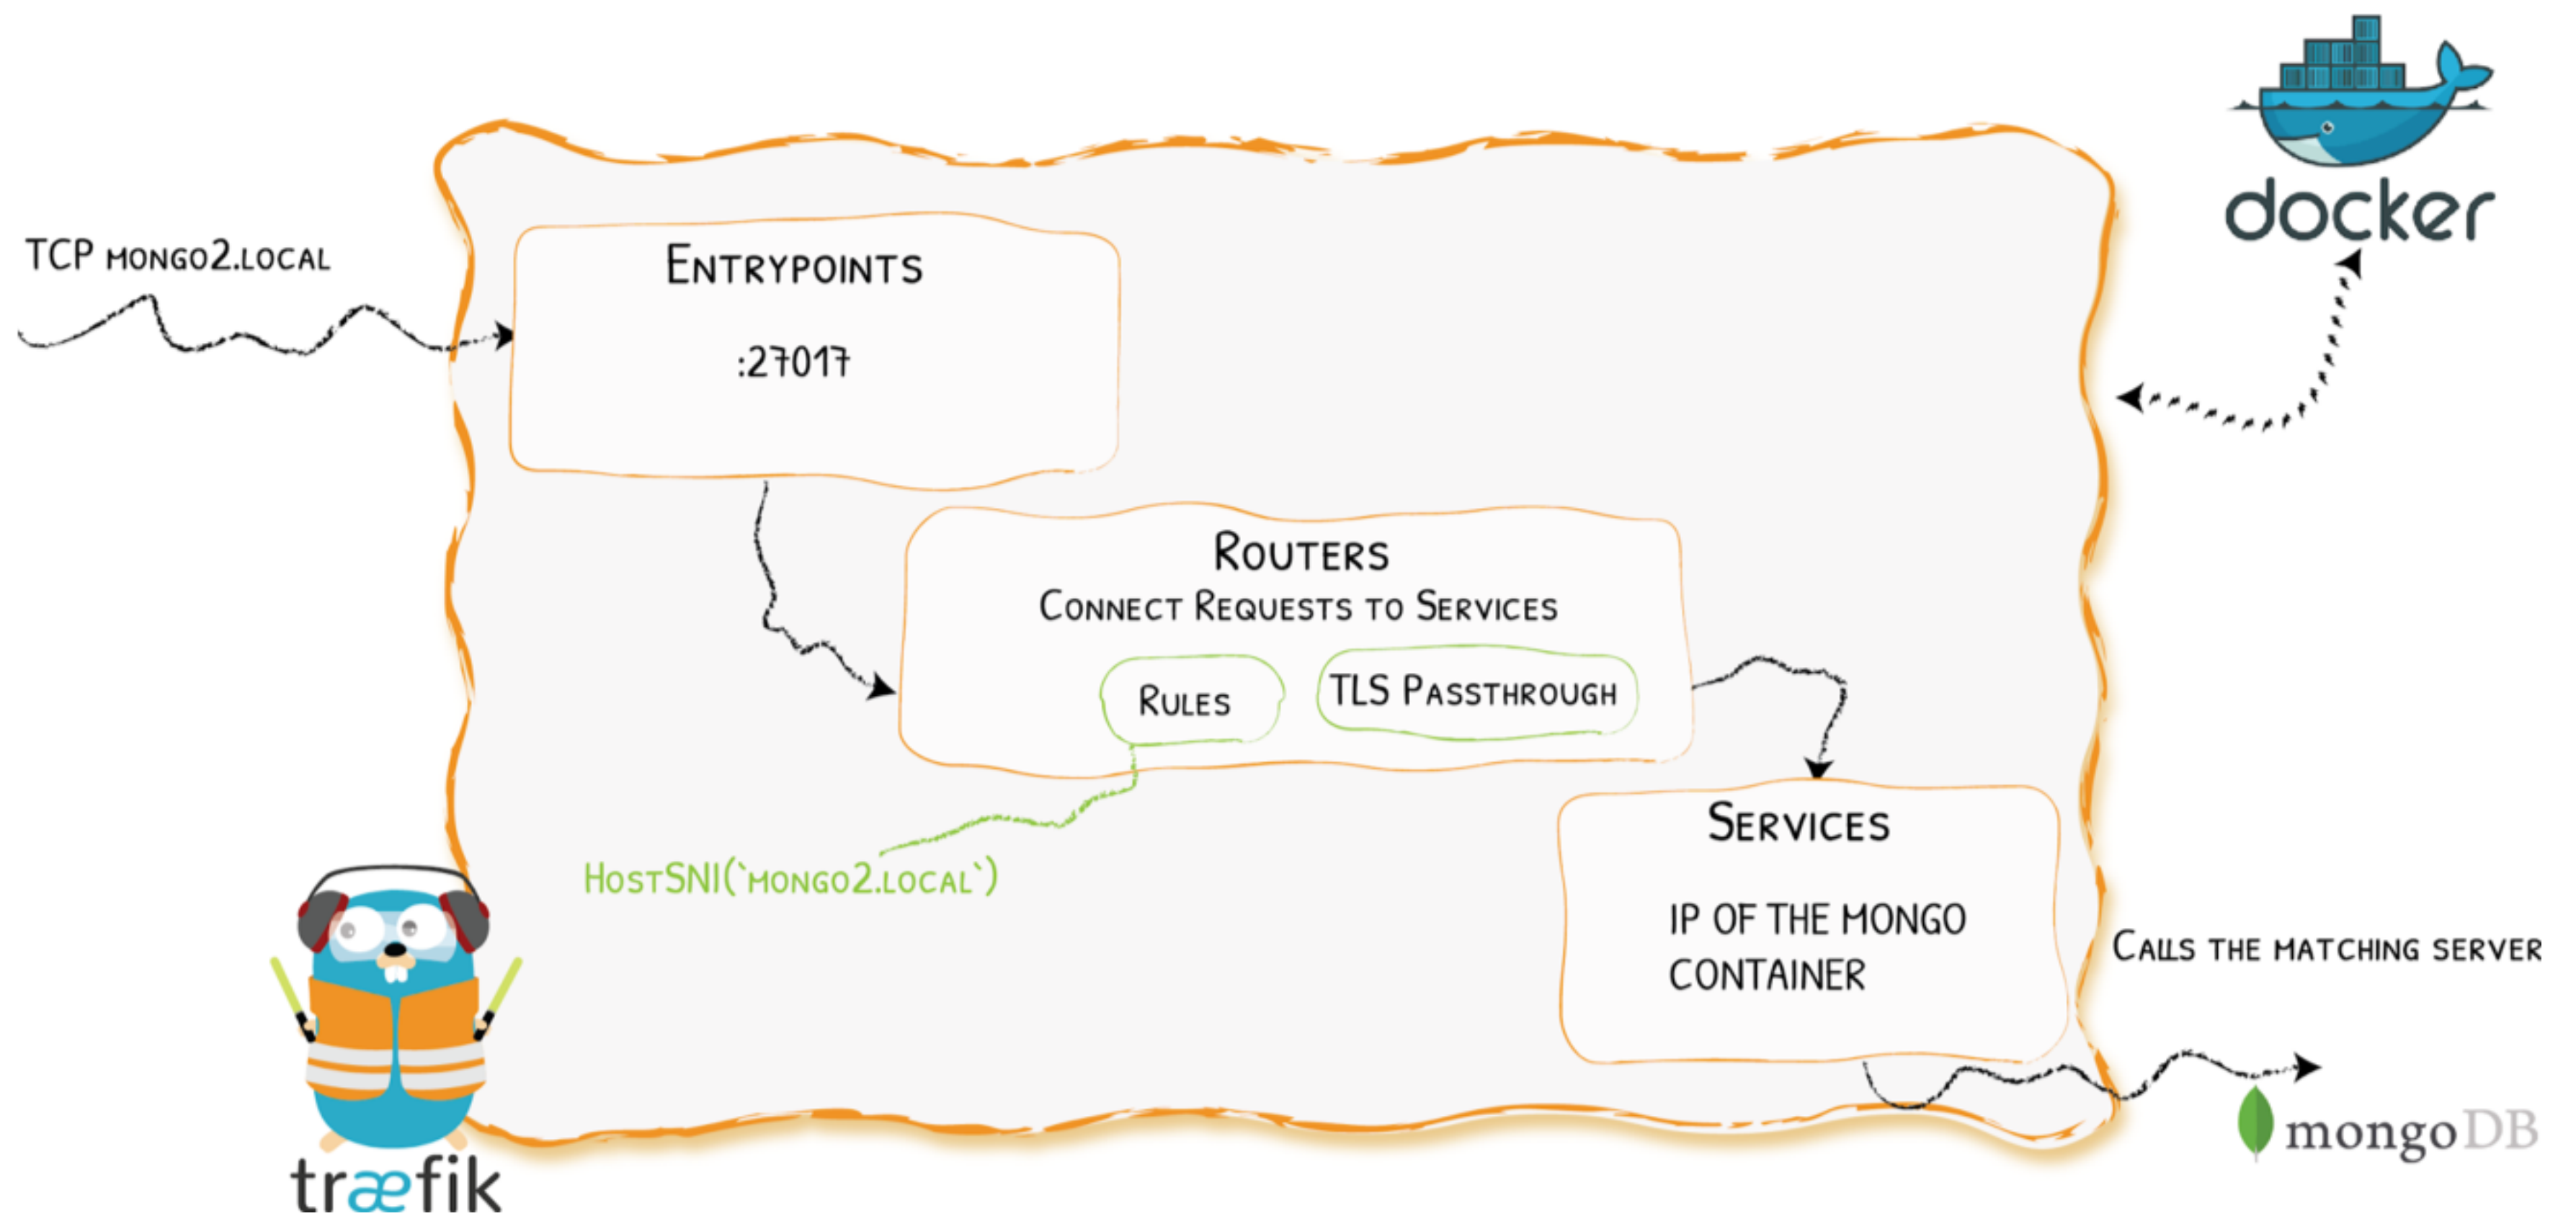 docker
TCP mongo2.local
Entrypoints
:27017
Routers
Connect Requests to Services
Rules
TLS Passthrough
HostSNI(`mongo2.local`)
Services
IP OF THE MONGO
CONTAINER
Calls the matching server
mongoDB
træfik